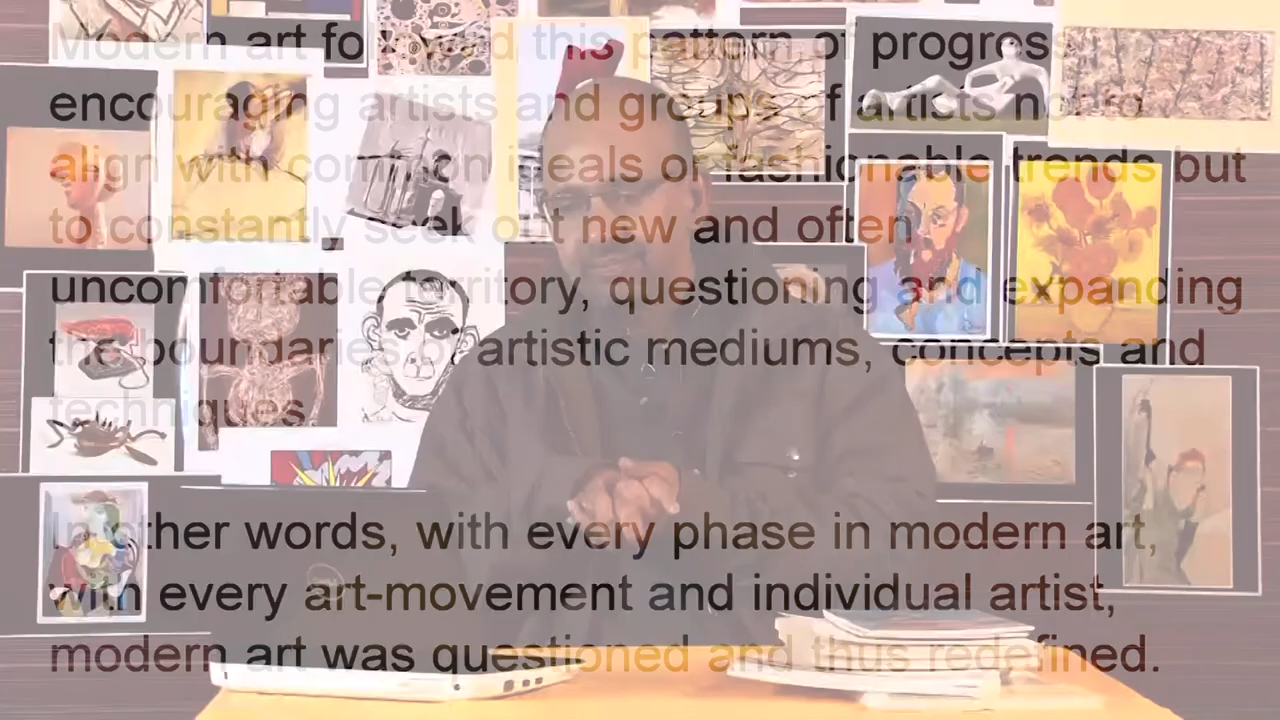 Modern art followed this pattern of progress
encouraging artists and groups of artists not to
align with common ideals or fashionable trends but
to constantly seek out new and often
uncomfortable territory, questioning and expanding
the boundaries of artistic mediums, concepts and
techniques.
In other words, with every phase in modern art,
with every art-movement and individual artist,
modern art was questioned and thus redefined.